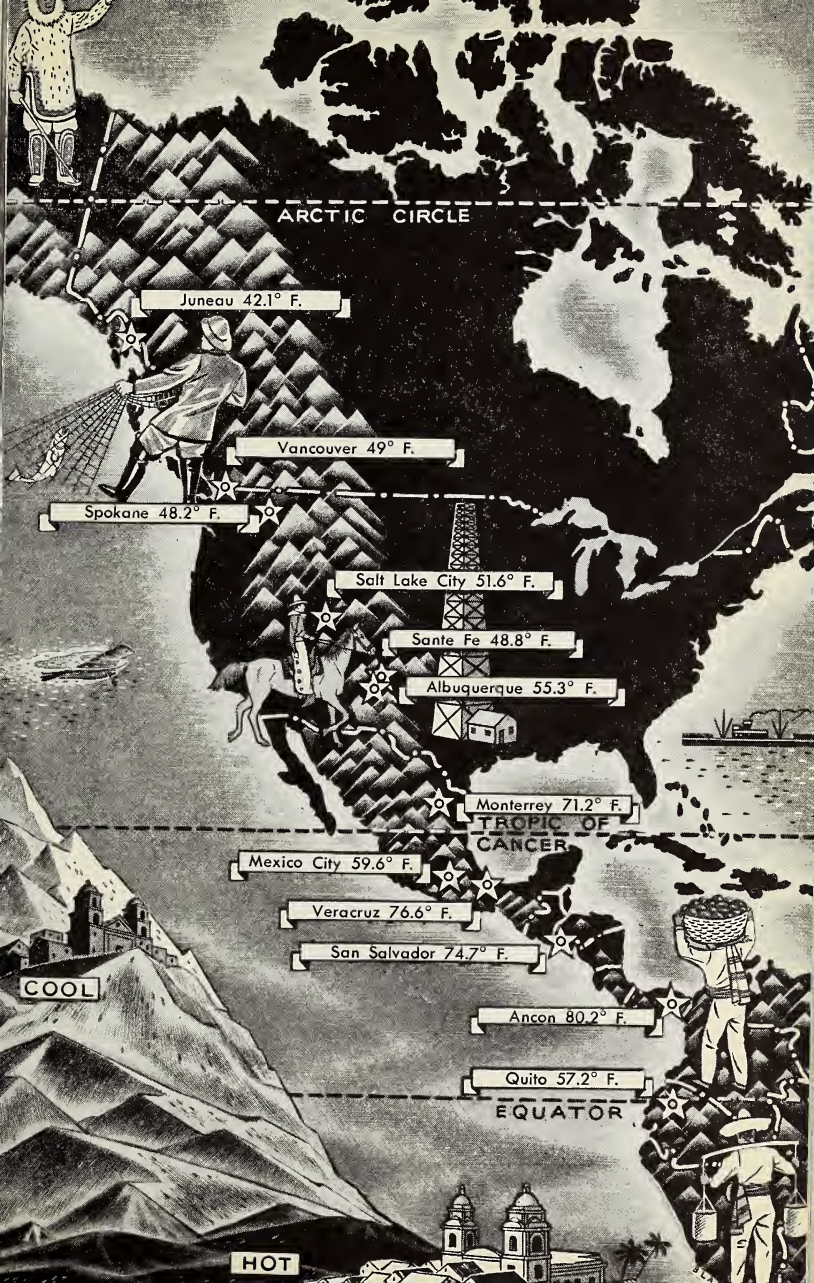 ARCTIC CIRCLE
Juneau 42.1° F.
Vancouver 49° F.
Spokane 48.2° F.
Salt Lake City 51.6° F.
Sante Fe 48.8° F.
Albuquerque 55.3° F.
Monterrey 71.2° F.
TROPIC OF
CANCER
Mexico City 59.6° F.
Veracruz 76.6° F.
San Salvador 74.7° F.
COOL
Ancon 80.2° F.
Quito 57.2° F.
EQUATOR
HOT